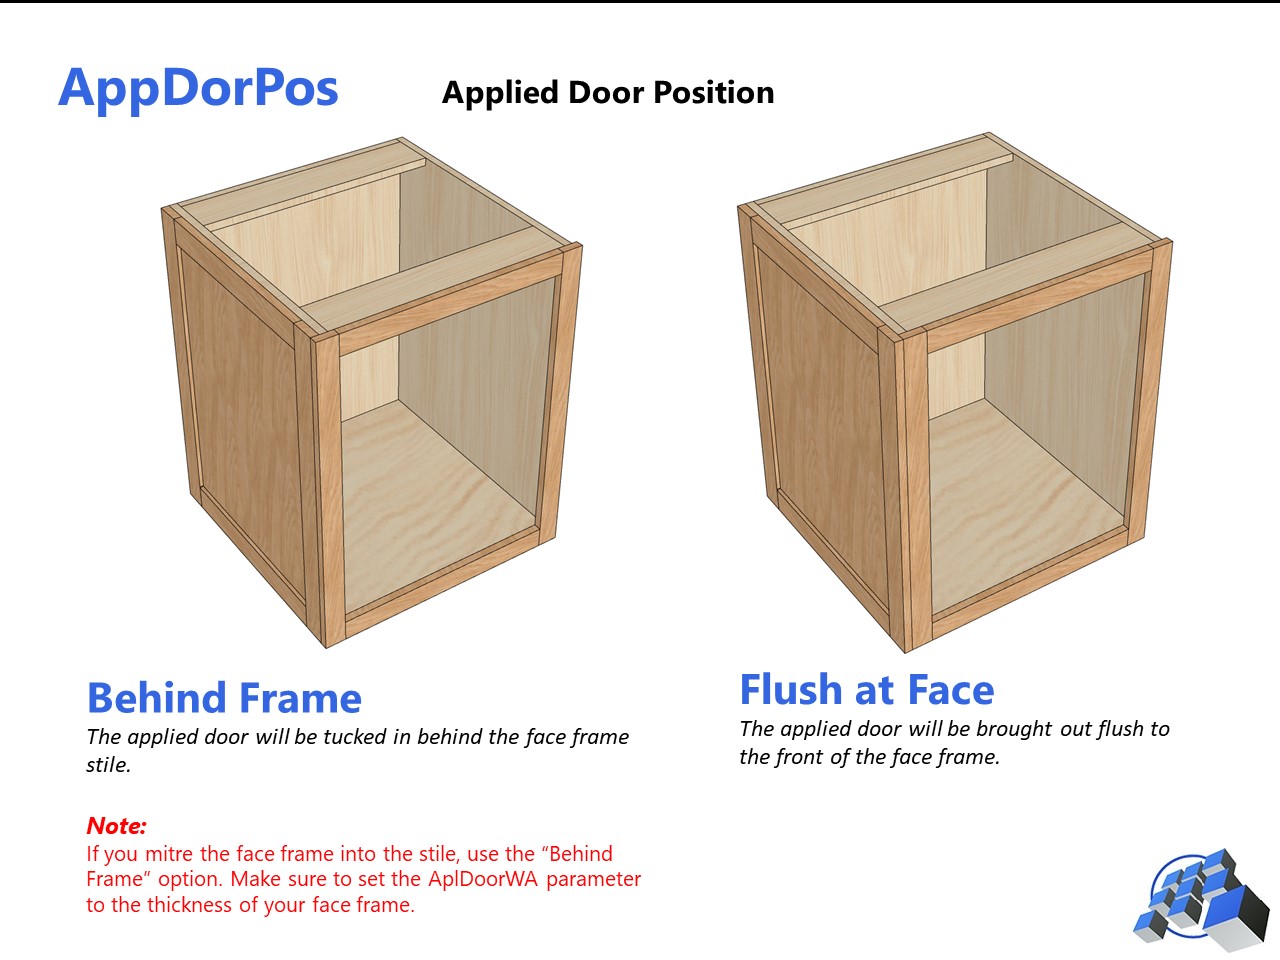 AppDorPos
Applied Door Position
Behind Frame
The applied door will be tucked in behind the face frame
stile.
Note:
If you mitre the face frame into the stile, use the “Behind
Frame” option. Make sure to set the AplDoorWA parameter
to the thickness of your face frame.
Flush at Face
The applied door will be brought out flush to
the front of the face frame.